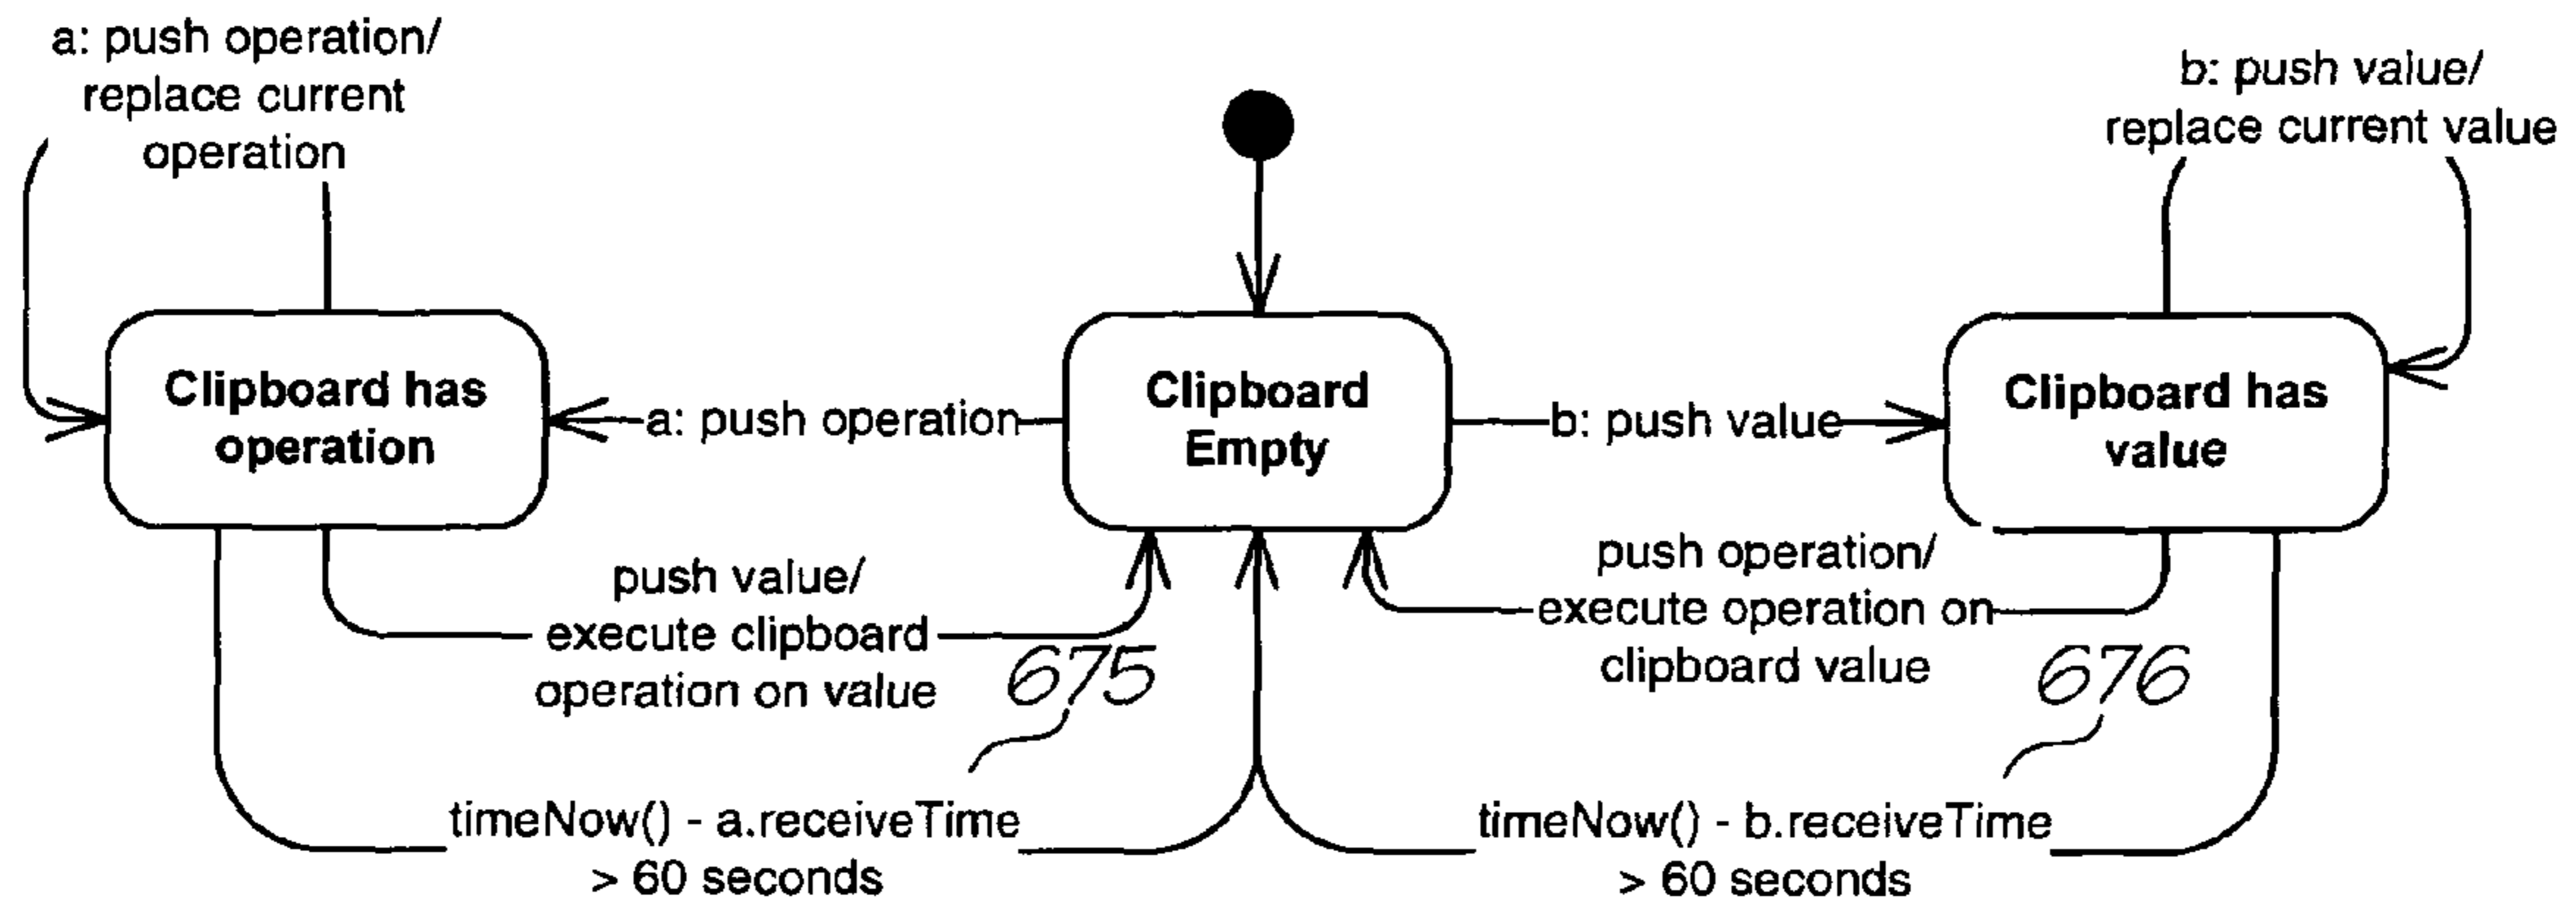 a: push operation/
replace current
operation
b: push value/
replace current value
Clipboard has
operation
a: push operation
Clipboard
Empty
b: push value
Clipboard has
value
push value/
execute clipboard
operation on value
675
push operation/
execute operation on
clipboard value
676
timeNow() - a.receiveTime
> 60 seconds
timeNow() - b.receiveTime
> 60 seconds